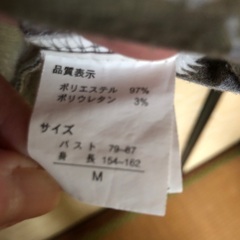 品質表示
ポリエステル 97%
ポリウレタン 3%
サイズ
バスト 79-87
身長 154-162
M